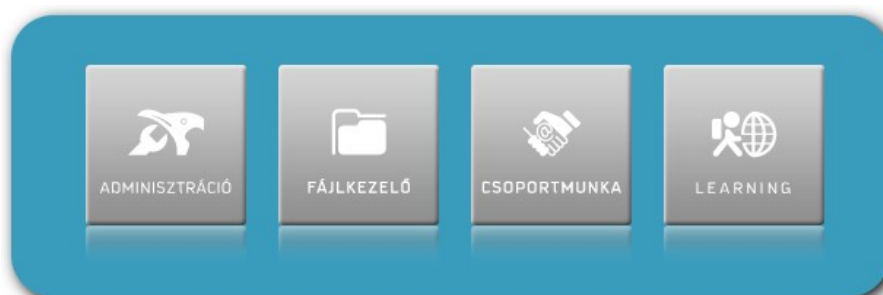 ADMINISZTRÁCIÓ
FÁJLKEZELŐ
CSOPORTMUNKA
LEARNING